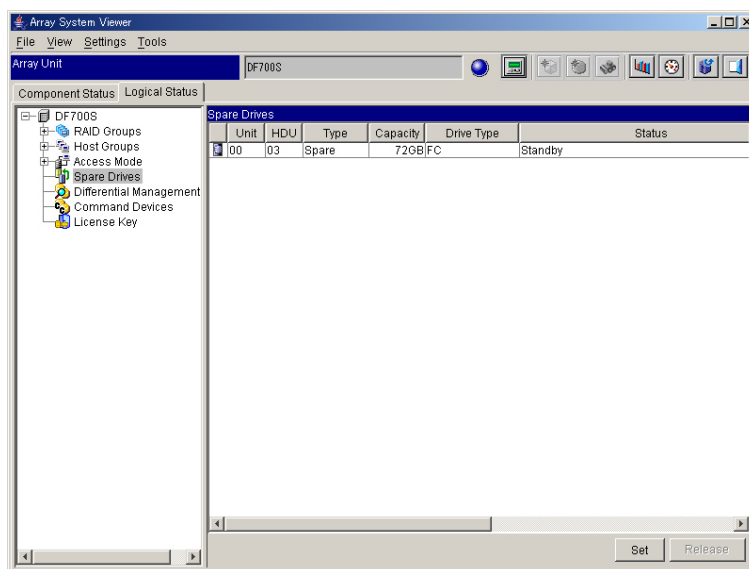 Array System Viewer
File View Settings Tools
Array Unit
DF700S
Component Status Logical Status
DF700S
RAID Groups
Host Groups
Access Mode
Spare Drives
Differential Management
Command Devices
License Key
Spare Drives
Unit HDU Type Capacity Drive Type Status
00 03 Spare 72GB FC Standby
Set Release